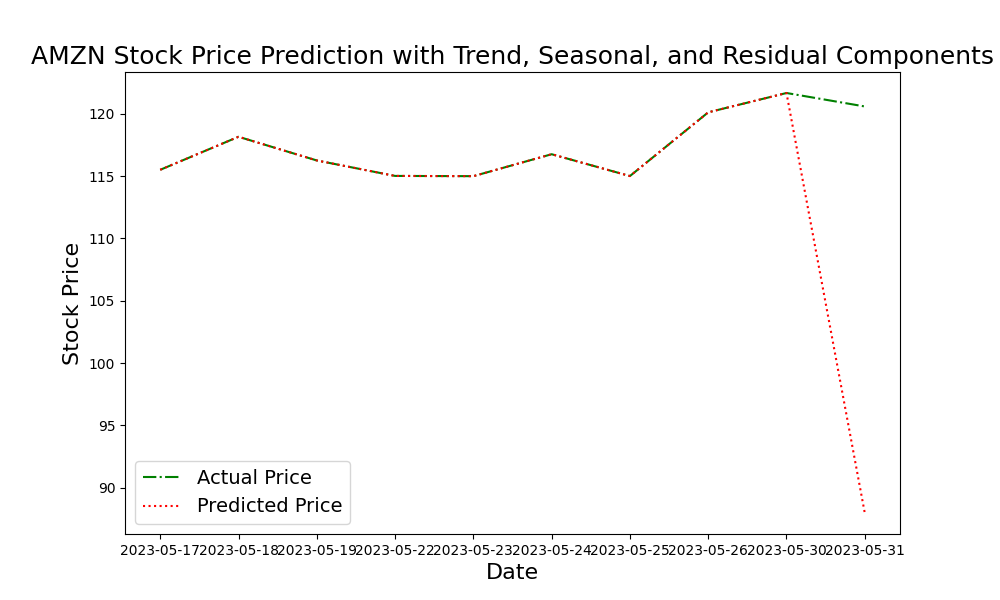 AMZN Stock Price Prediction with Trend, Seasonal, and Residual Components
120
115
110
105
100
95
90
Stock Price
Actual Price
Predicted Price
2023-05-17 2023-05-18 2023-05-19 2023-05-22 2023-05-23 2023-05-24 2023-05-25 2023-05-26 2023-05-30 2023-05-31
Date